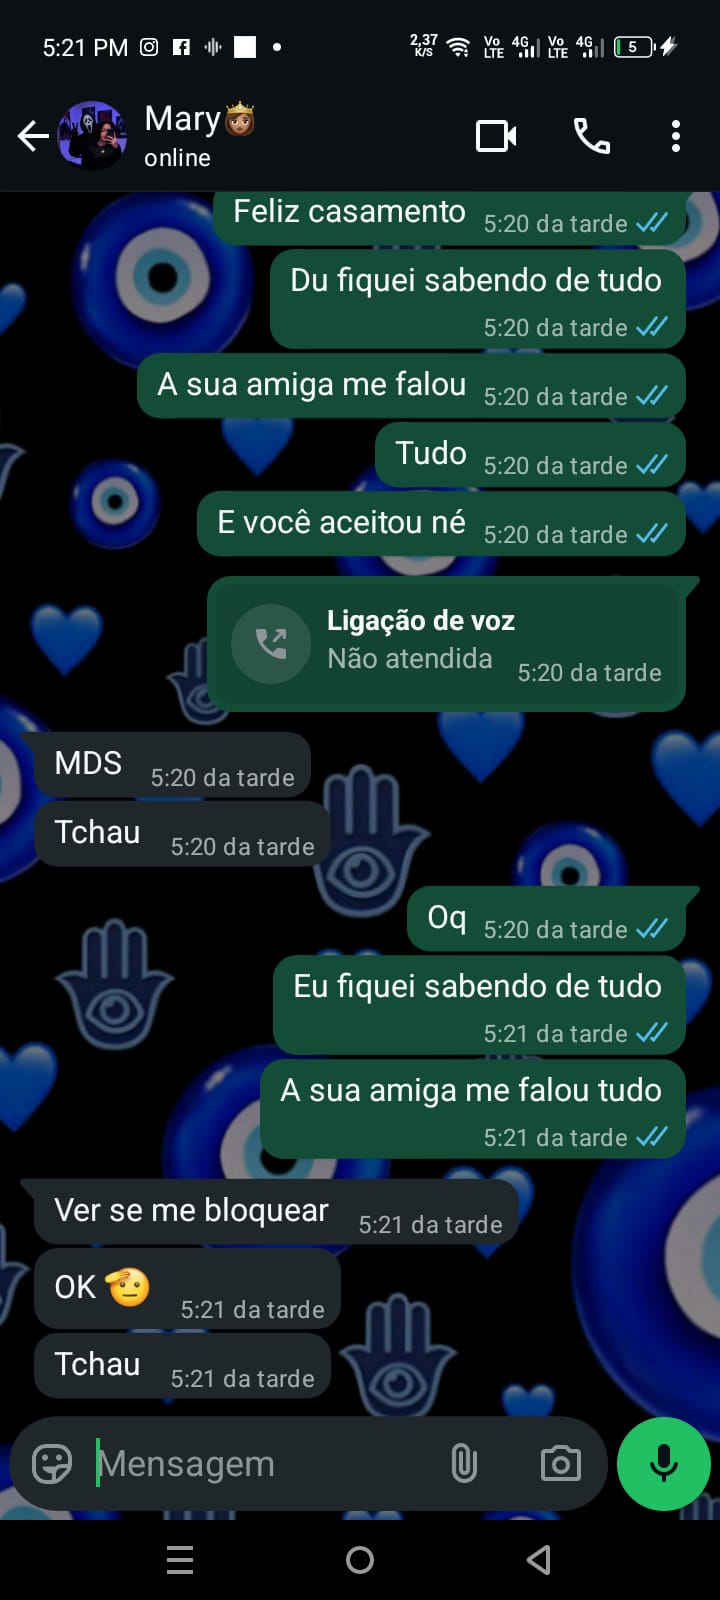 5:21 PM
2,37 K/S Vo LTE 4G Vo LTE 4G 5
Mary
online
Feliz casamento 5:20 da tarde
Du fiquei sabendo de tudo
5:20 da tarde
A sua amiga me falou 5:20 da tarde
Tudo 5:20 da tarde
E você aceitou né 5:20 da tarde
Ligação de voz
Não atendida 5:20 da tarde
MDS 5:20 da tarde
Tchau 5:20 da tarde
Oq 5:20 da tarde
Eu fiquei sabendo de tudo
5:21 da tarde
A sua amiga me falou tudo
5:21 da tarde
Ver se me bloquear 5:21 da tarde
OK 🫡 5:21 da tarde
Tchau 5:21 da tarde
Mensagem